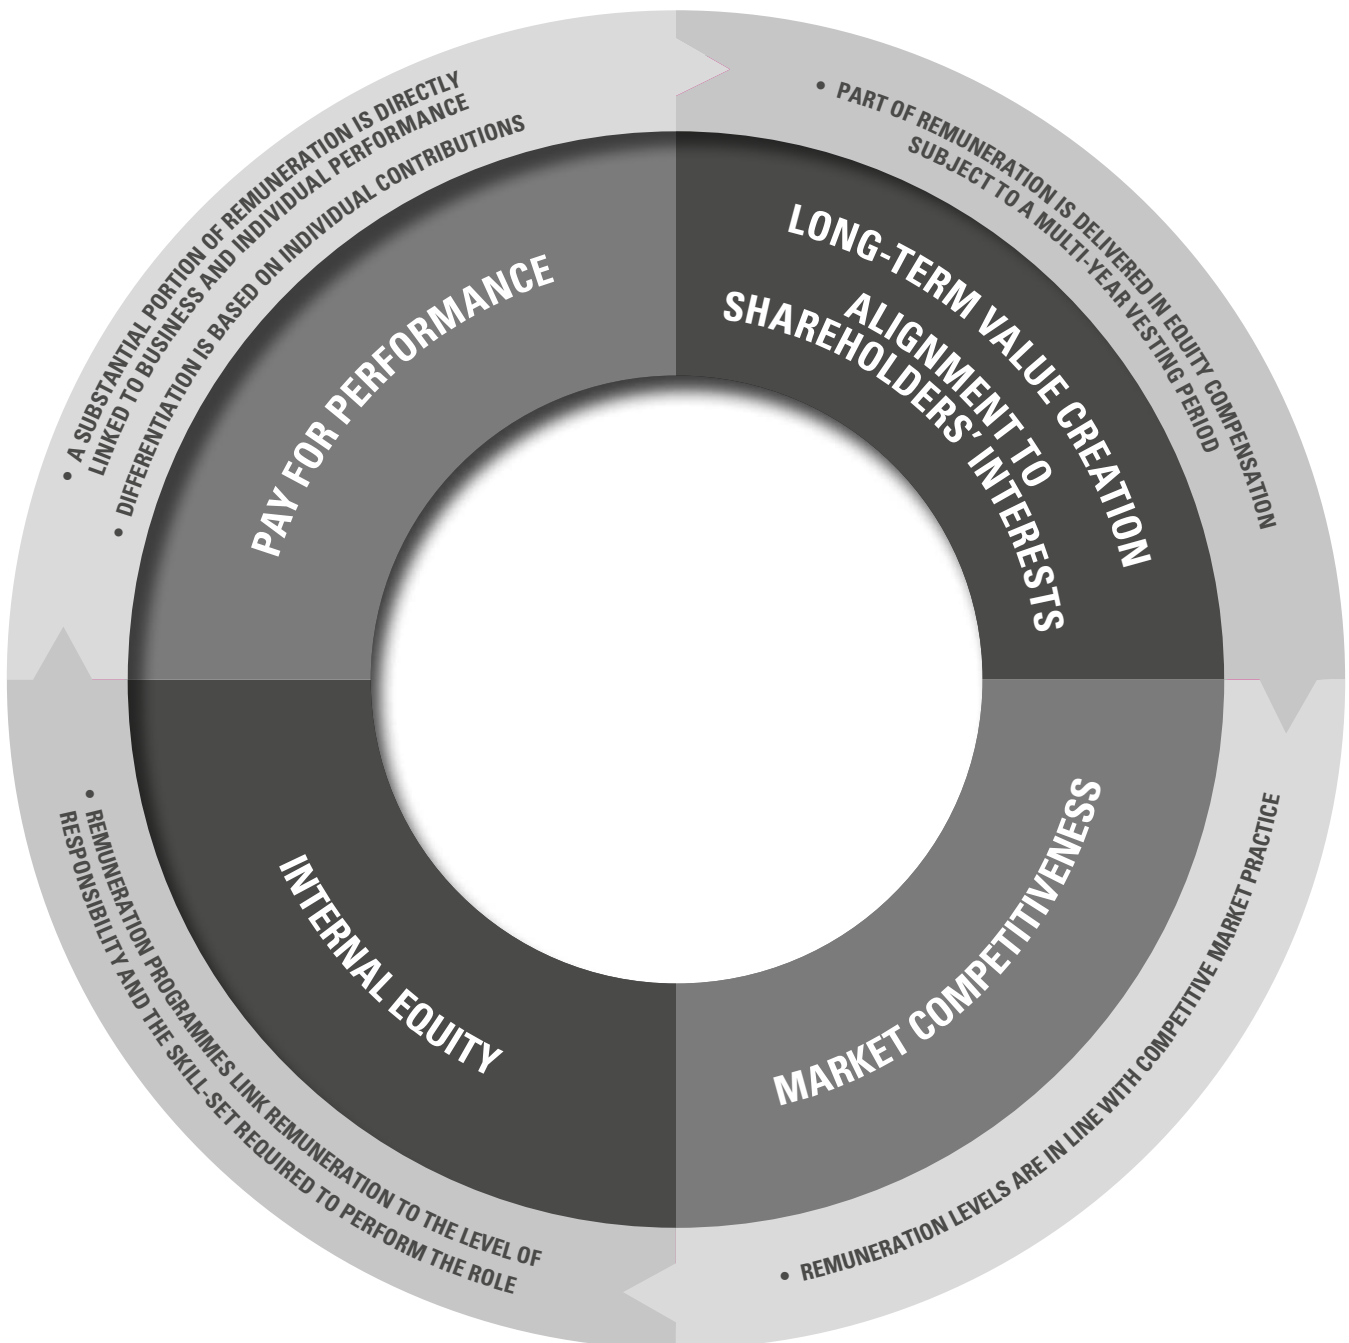 • A SUBSTANTIAL PORTION OF REMUNERATION IS DIRECTLY
LINKED TO BUSINESS AND INDIVIDUAL PERFORMANCE
• DIFFERENTIATION IS BASED ON INDIVIDUAL CONTRIBUTIONS
PAY FOR PERFORMANCE
• PART OF REMUNERATION IS DELIVERED IN EQUITY COMPENSATION
SUBJECT TO A MULTI-YEAR VESTING PERIOD
LONG-TERM VALUE CREATION
ALIGNMENT TO
SHAREHOLDERS’ INTERESTS
MARKET COMPETITIVENESS
• REMUNERATION LEVELS ARE IN LINE WITH COMPETITIVE MARKET PRACTICE
INTERNAL EQUITY
• REMUNERATION PROGRAMMES LINK REMUNERATION TO THE LEVEL OF
RESPONSIBILITY AND THE SKILL-SET REQUIRED TO PERFORM THE ROLE